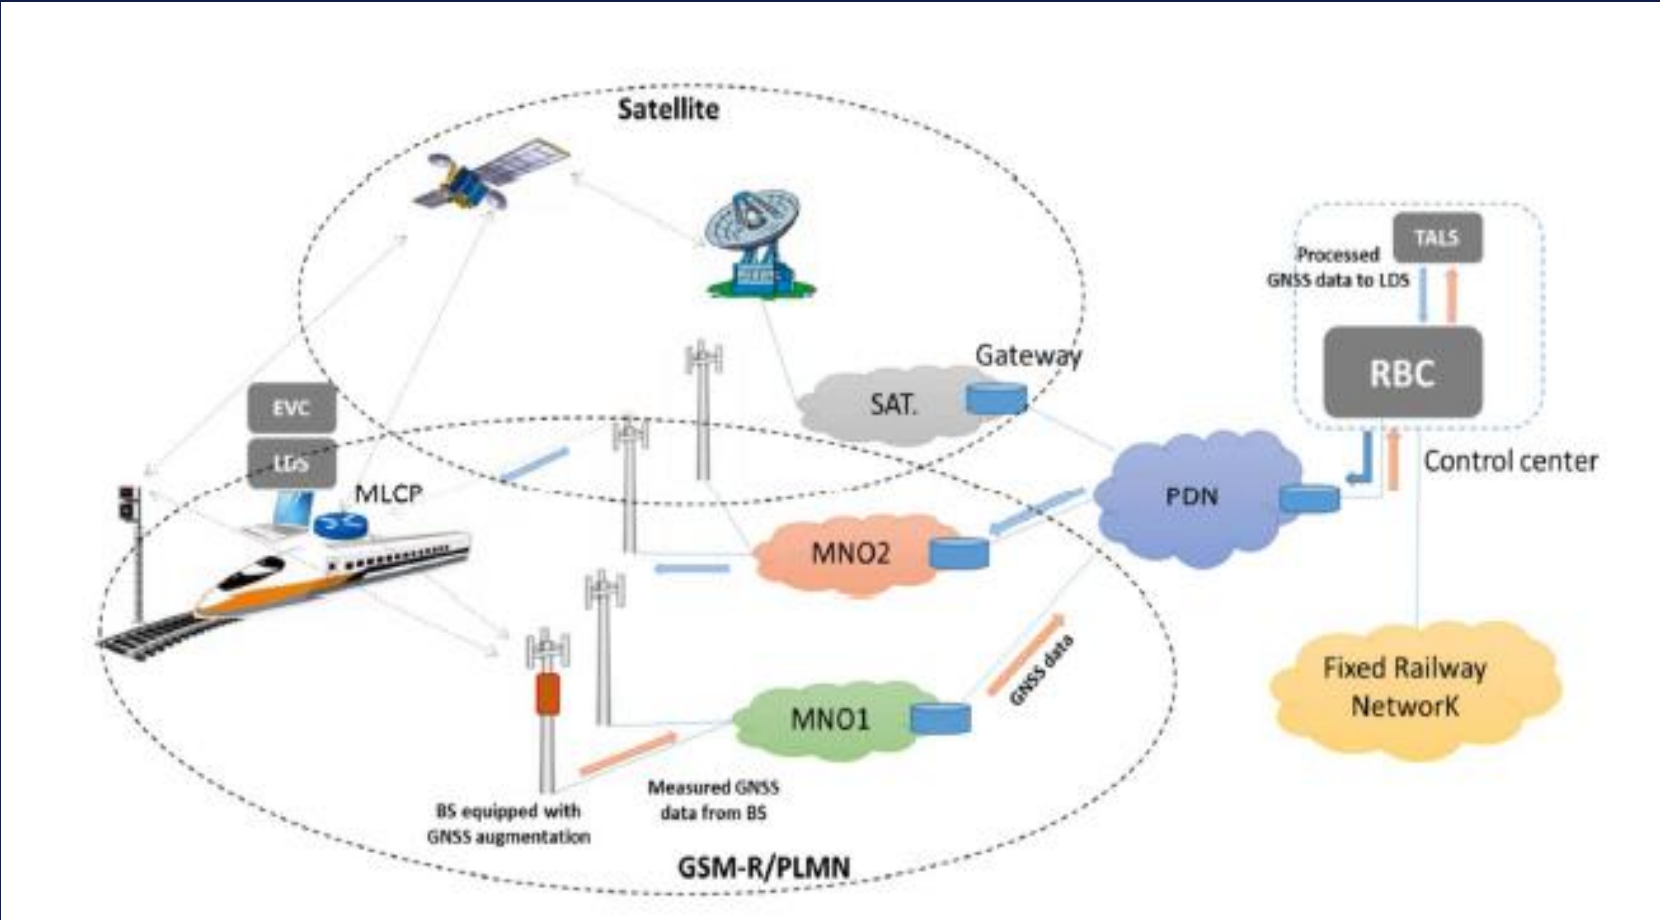 Satellite
TALS
Processed
GNSS data to LDS
RBC
Gateway
SAT.
EVC
LDS
MLCP
Control center
PDN
MNO2
GNSS data
Fixed Railway
NetworK
MNO1
Measured GNSS
data from BS
BS equipped with
GNSS augmentation
GSM-R/PLMN